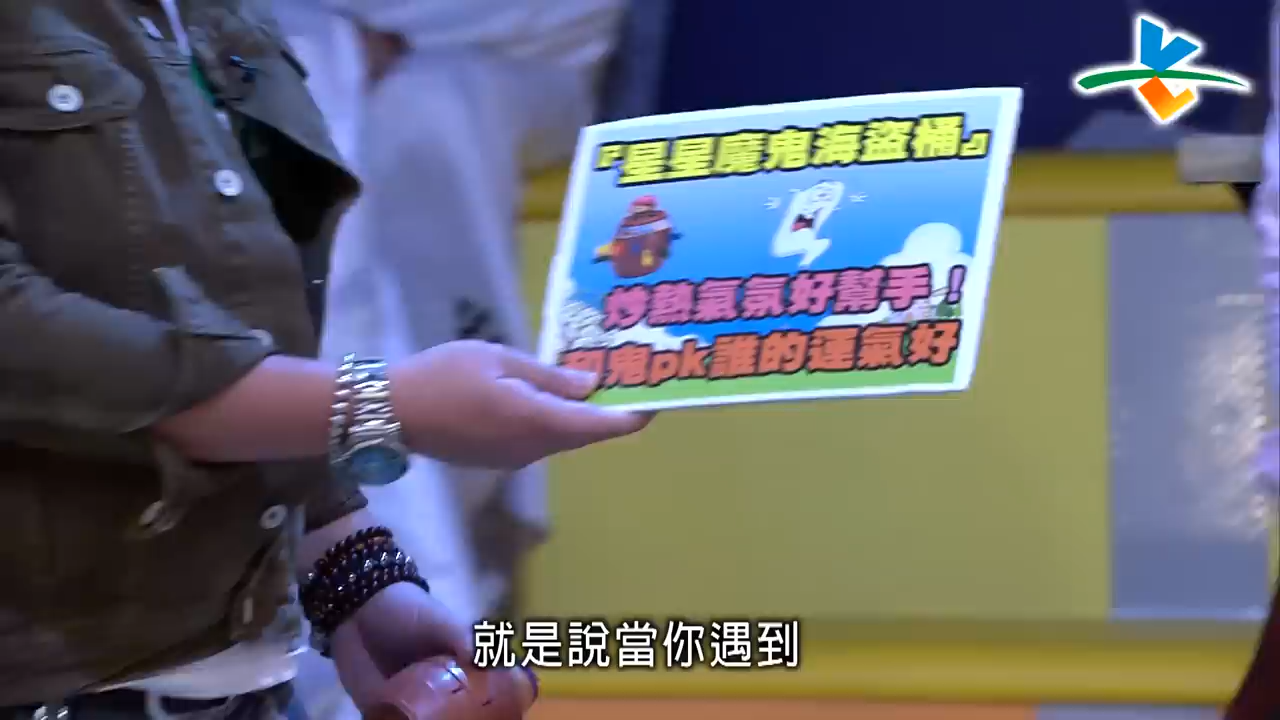 『星星魔鬼海盜桶』
炒熱氣氛好幫手！
鬼pk誰的運氣好
就是說當你遇到